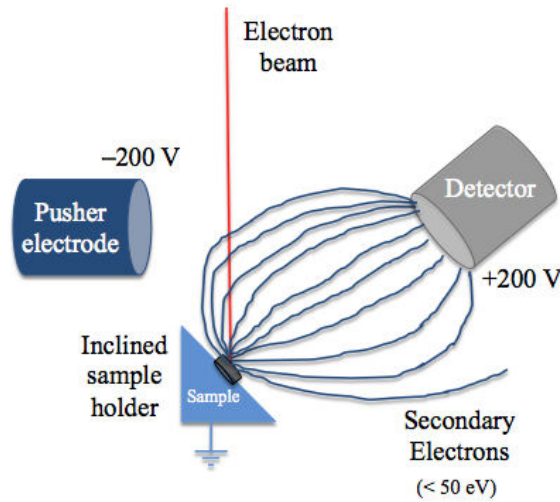 Electron
beam
–200 V
Pusher
electrode
Detector
+200 V
Inclined
sample
holder
Sample
Secondary
Electrons
(< 50 eV)